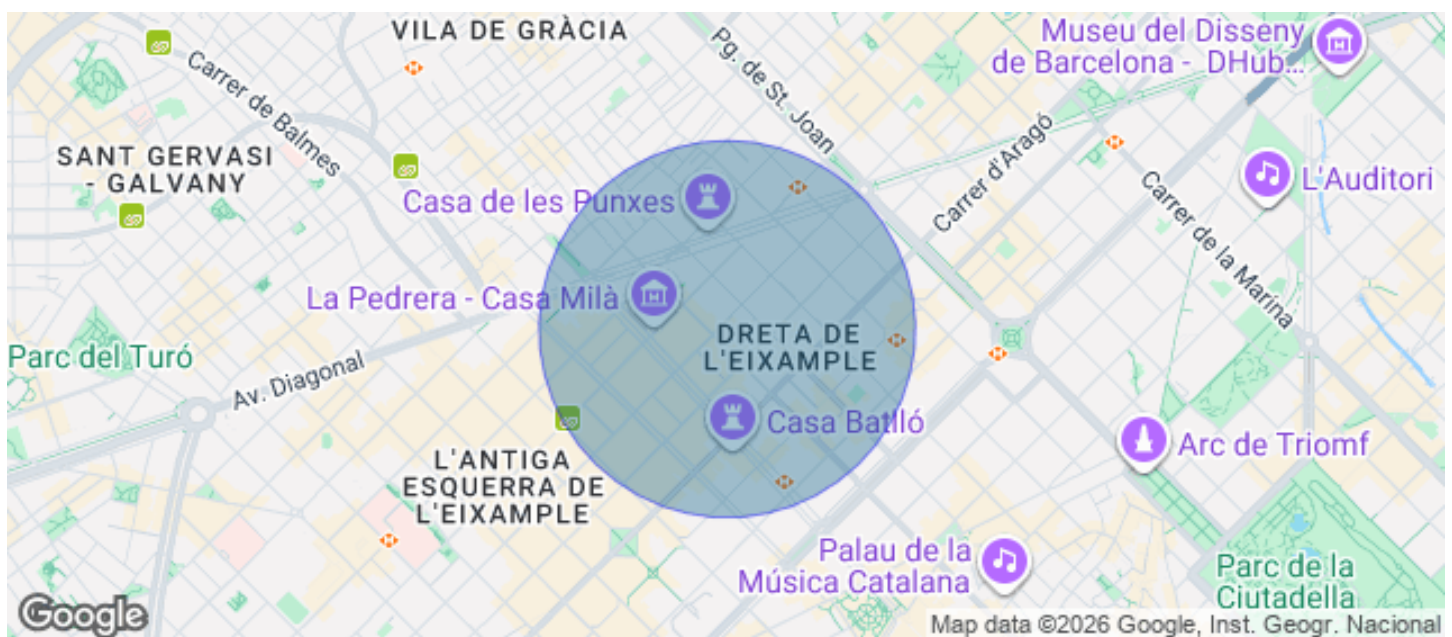 VILA DE GRÀCIA
Pg. de St. Joan
Museu del Disseny
de Barcelona - DHub...
Carrer de Balmes
SANT GERVASI
- GALVANY
Carrer d'Aragó
L'Auditori
Casa de les Punxes
Carrer de la Marina
La Pedrera - Casa Milà
DRETA DE
L'EIXAMPLE
Parc del Turó
Av. Diagonal
Casa Batlló
Arc de Triomf
L'ANTIGA
ESQUERRA DE
L'EIXAMPLE
Palau de la
Música Catalana
Parc de la
Ciutadella
Google
Map data ©2026 Google, Inst. Geogr. Nacional